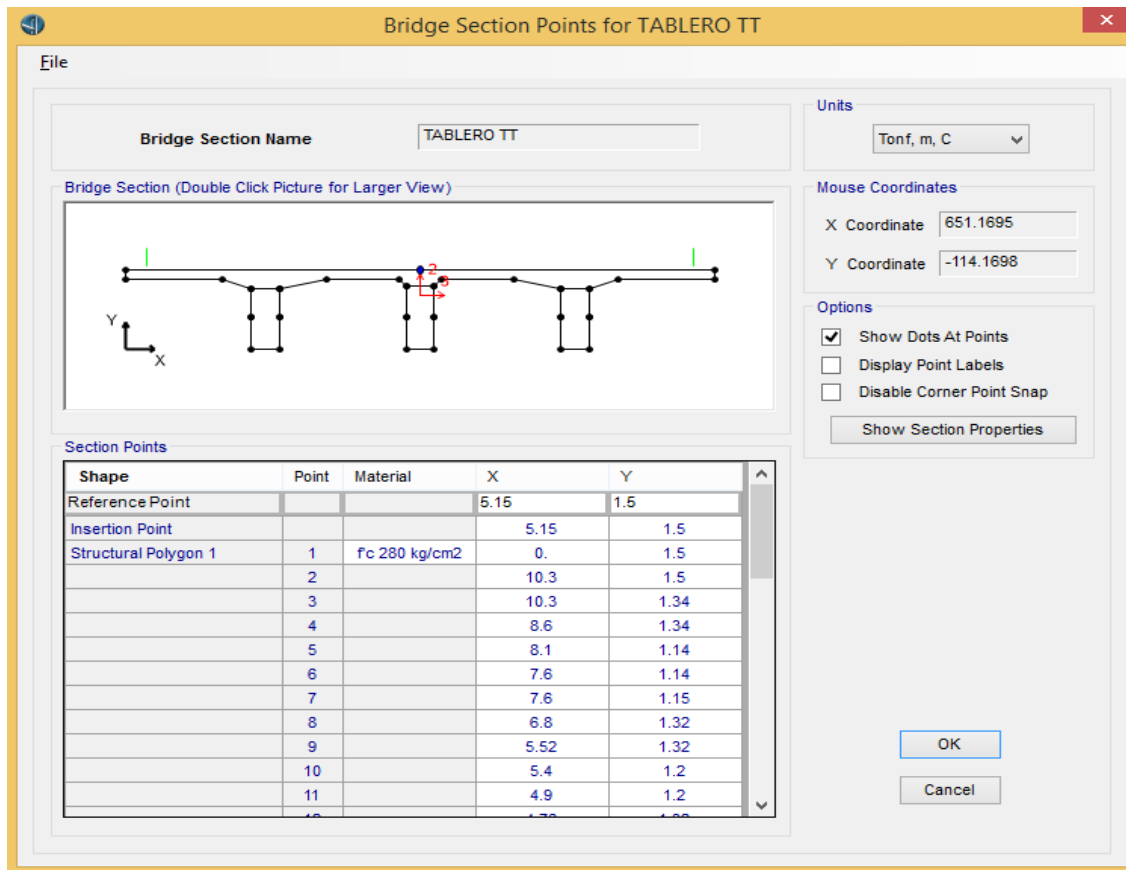 Bridge Section Points for TABLERO TT
File
Bridge Section Name TABLERO TT
Units
Tonf, m, C
Bridge Section (Double Click Picture for Larger View)
2
3
Y
X
Mouse Coordinates
X Coordinate 651.1695
Y Coordinate -114.1698
Options
Show Dots At Points
Display Point Labels
Disable Corner Point Snap
Show Section Properties
Section Points
Shape Point Material X Y
Reference Point 5.15 1.5
Insertion Point 5.15 1.5
Structural Polygon 1 1 f'c 280 kg/cm2 0. 1.5
2 10.3 1.5
3 10.3 1.34
4 8.6 1.34
5 8.1 1.14
6 7.6 1.14
7 7.6 1.15
8 6.8 1.32
9 5.52 1.32
10 5.4 1.2
11 4.9 1.2
OK
Cancel